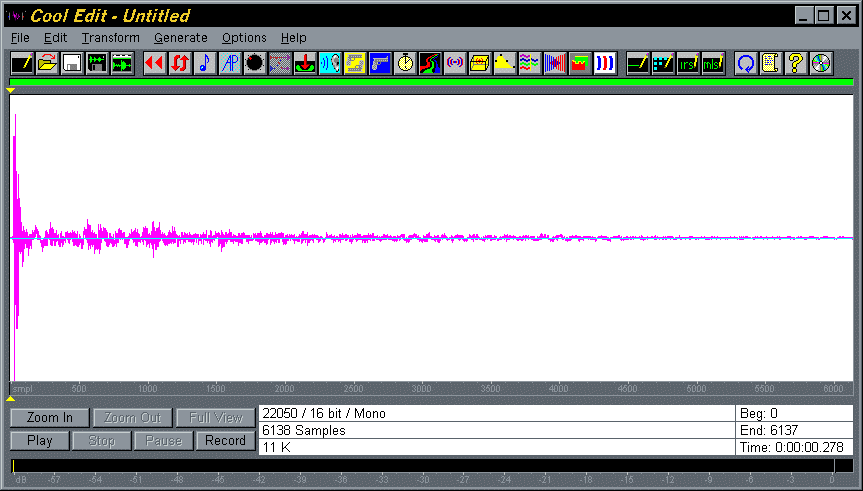 Cool Edit - Untitled
File Edit Transform Generate Options Help
AP irs mls ?
smpl 500 1000 1500 2000 2500 3000 3500 4000 4500 5000 5500 6000
Zoom In Zoom Out Full View 22050 / 16 bit / Mono Beg: 0
6138 Samples End: 6137
Play Stop Pause Record 11 K Time: 0:00:00.278
dB -57 -54 -51 -48 -45 -42 -39 -36 -33 -30 -27 -24 -21 -18 -15 -12 -9 -6 -3 0